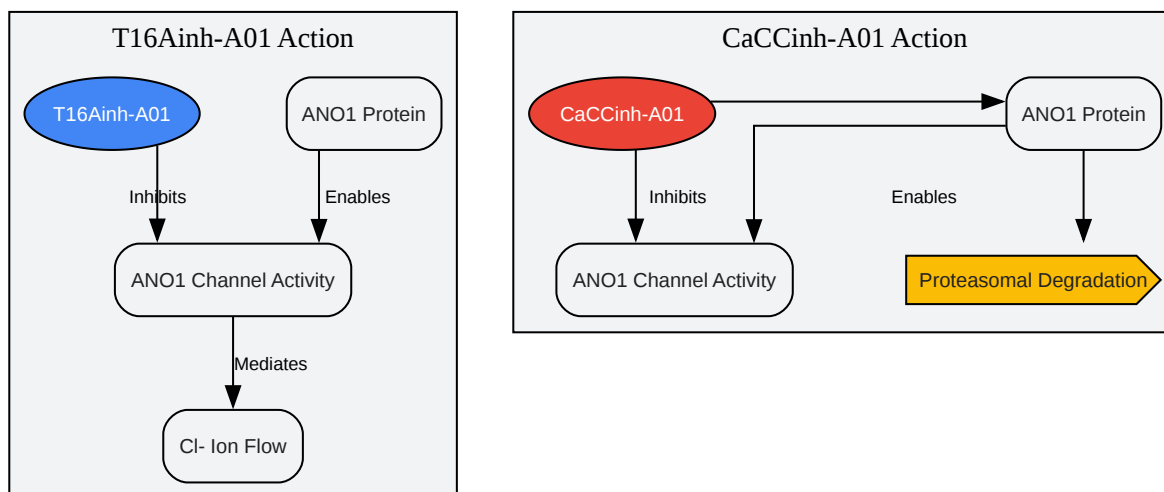 T16Ainh-A01 Action
T16Ainh-A01
ANO1 Protein
Inhibits
Enables
ANO1 Channel Activity
Mediates
Cl- Ion Flow
CaCCinh-A01 Action
CaCCinh-A01
ANO1 Protein
Inhibits
Enables
ANO1 Channel Activity
Proteasomal Degradation